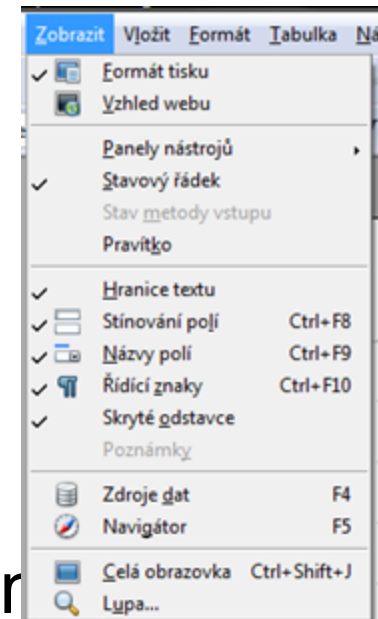 Zobrazit Vložit Formát Tabulka Ná
Formát tisku
Vzhled webu
Panely nástrojů
Stavový řádek
Stav metody vstupu
Pravítko
Hranice textu
Stínování polí Ctrl+F8
Názvy polí Ctrl+F9
Řídící znaky Ctrl+F10
Skryté odstavce
Poznámky
Zdroje dat F4
Navigátor F5
Celá obrazovka Ctrl+Shift+J
Lupa...